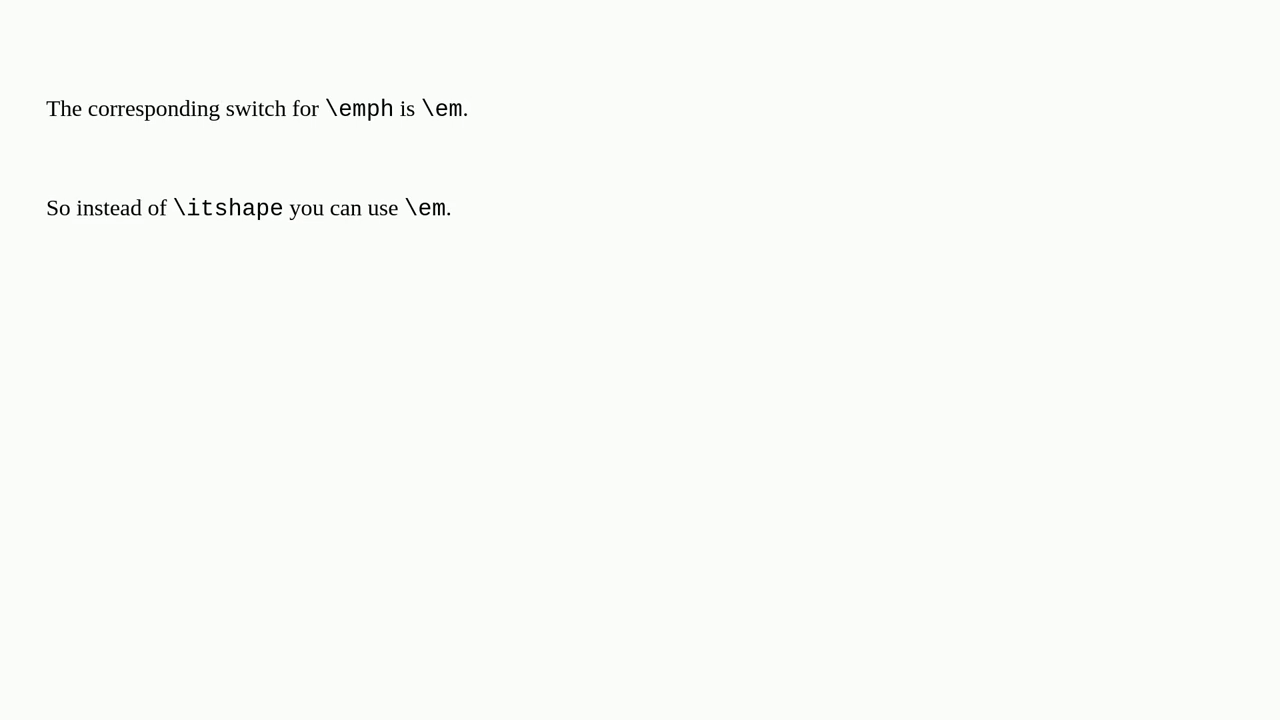 The corresponding switch for \emph is \em.
So instead of \itshape you can use \em.